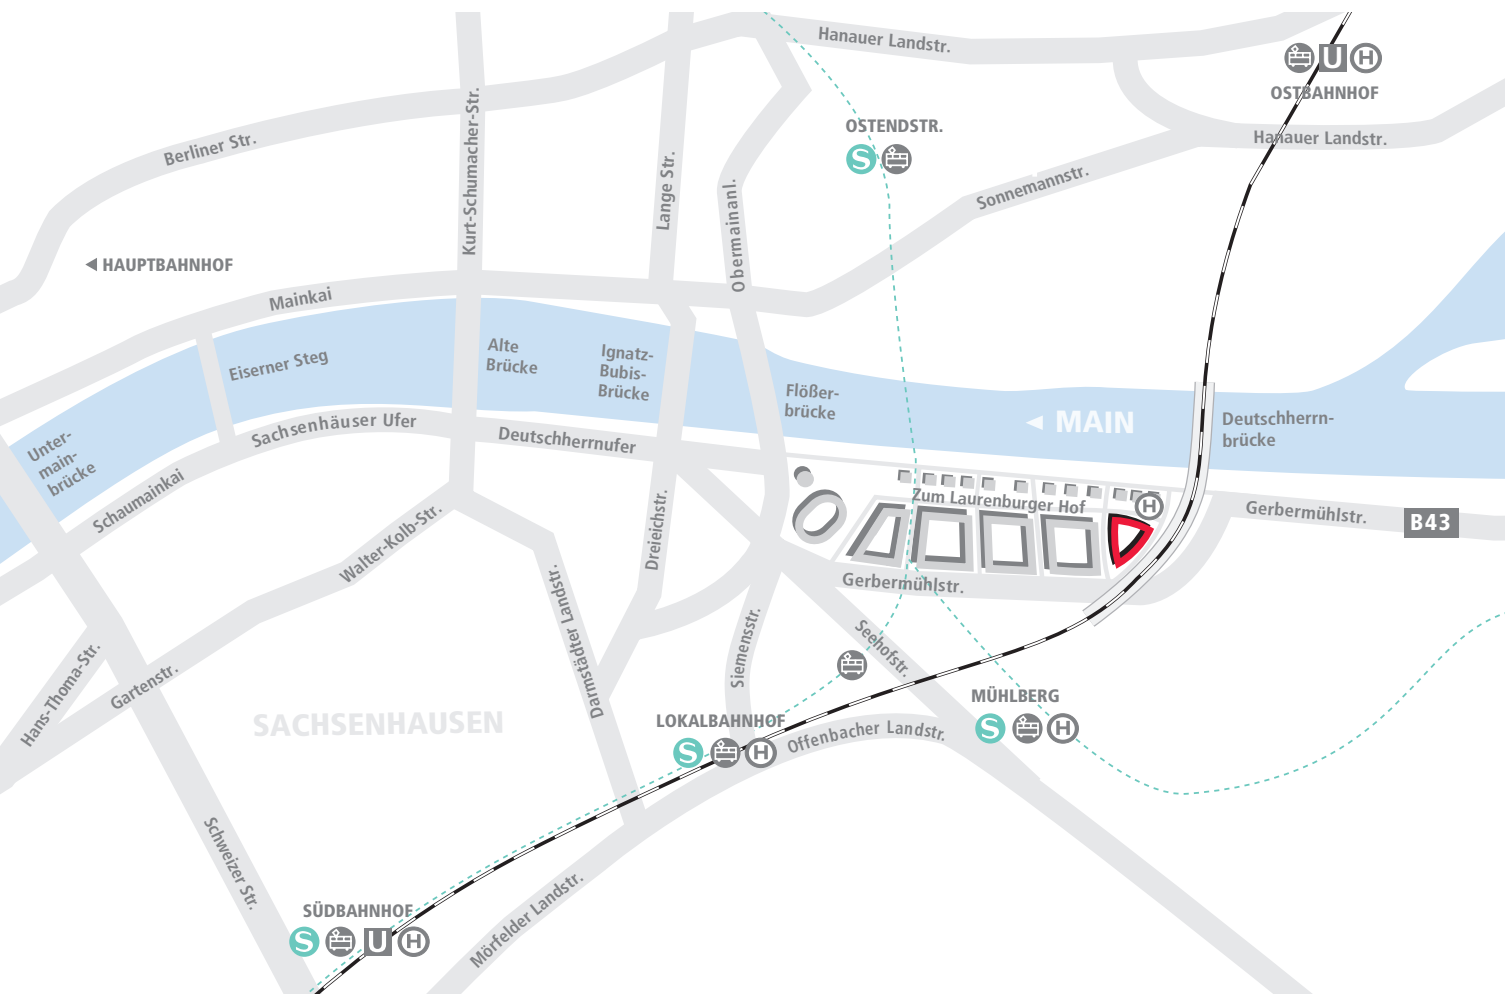 Hanauer Landstr.
U
H
OSTBAHNHOF
Berliner Str.
Kurt-Schumacher-Str.
Lange Str.
Obermainanl.
OSTENDSTR.
S
Sonnemannstr.
Hanauer Landstr.
HAUPTBAHNHOF
Mainkai
Eiserner Steg
Alte
Brücke
Ignatz-
Bubis-
Brücke
Flößer-
brücke
MAIN
Deutschherrn-
brücke
Unter-
main-
brücke
Schaumainkai
Sachsenhäuser Ufer
Deutschherrnufer
Zum Laurenburger Hof
H
Gerbermühlstr.
B43
Walter-Kolb-Str.
Dreieichstr.
Gerbermühlstr.
Darmstädter Landstr.
Siemensstr.
Seehofstr.
Hans-Thoma-Str.
Gartenstr.
SACHSENHAUSEN
LOKALBAHNHOF
S
H
Offenbacher Landstr.
MÜHLBERG
S
H
Schweizer Str.
SÜDBAHNHOF
S
U
H
Mörfelder Landstr.